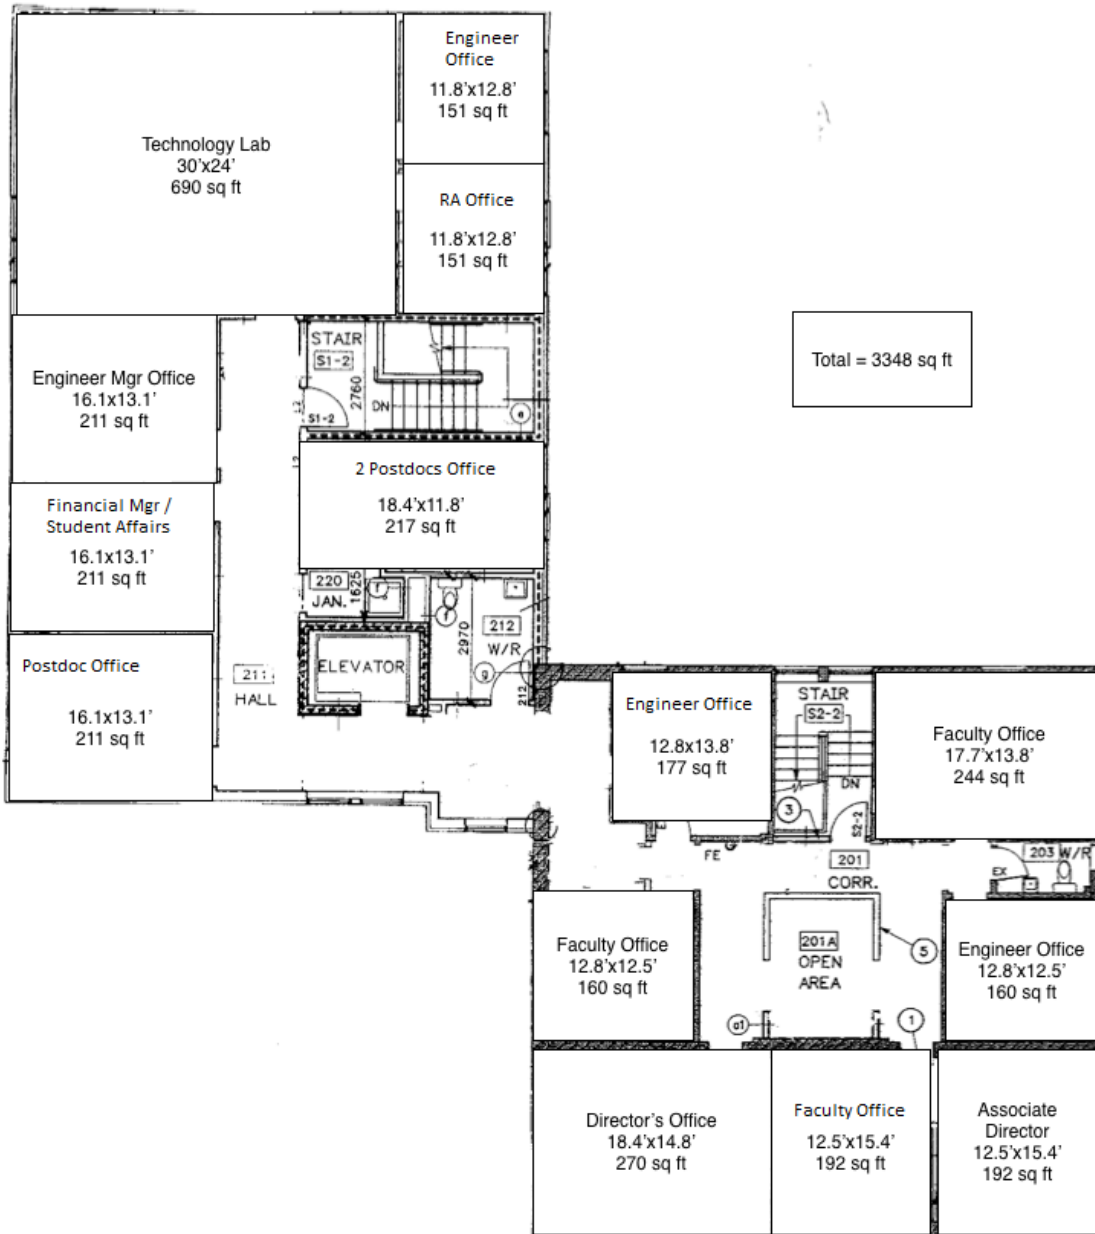 Technology Lab
30'x24'
690 sq ft
Engineer
Office
11.8'x12.8'
151 sq ft
RA Office
11.8'x12.8'
151 sq ft
Total = 3348 sq ft
Engineer Mgr Office
16.1x13.1'
211 sq ft
STAIR
S1-2
2760
DN
S1-2
e
2 Postdocs Office
18.4'x11.8'
217 sq ft
Financial Mgr /
Student Affairs
16.1x13.1'
211 sq ft
220
JAN.
1625
f
f
212
W/R
2970
g
212
ELEVATOR
211
HALL
Postdoc Office
16.1x13.1'
211 sq ft
Engineer Office
12.8x13.8'
177 sq ft
STAIR
S2-2
DN
3
S2-2
Faculty Office
17.7'x13.8'
244 sq ft
FE
201
CORR.
203 W/R
EX
Faculty Office
12.8'x12.5'
160 sq ft
201A
OPEN
AREA
5
a1
1
Engineer Office
12.8'x12.5'
160 sq ft
Director's Office
18.4'x14.8'
270 sq ft
Faculty Office
12.5'x15.4'
192 sq ft
Associate
Director
12.5'x15.4'
192 sq ft